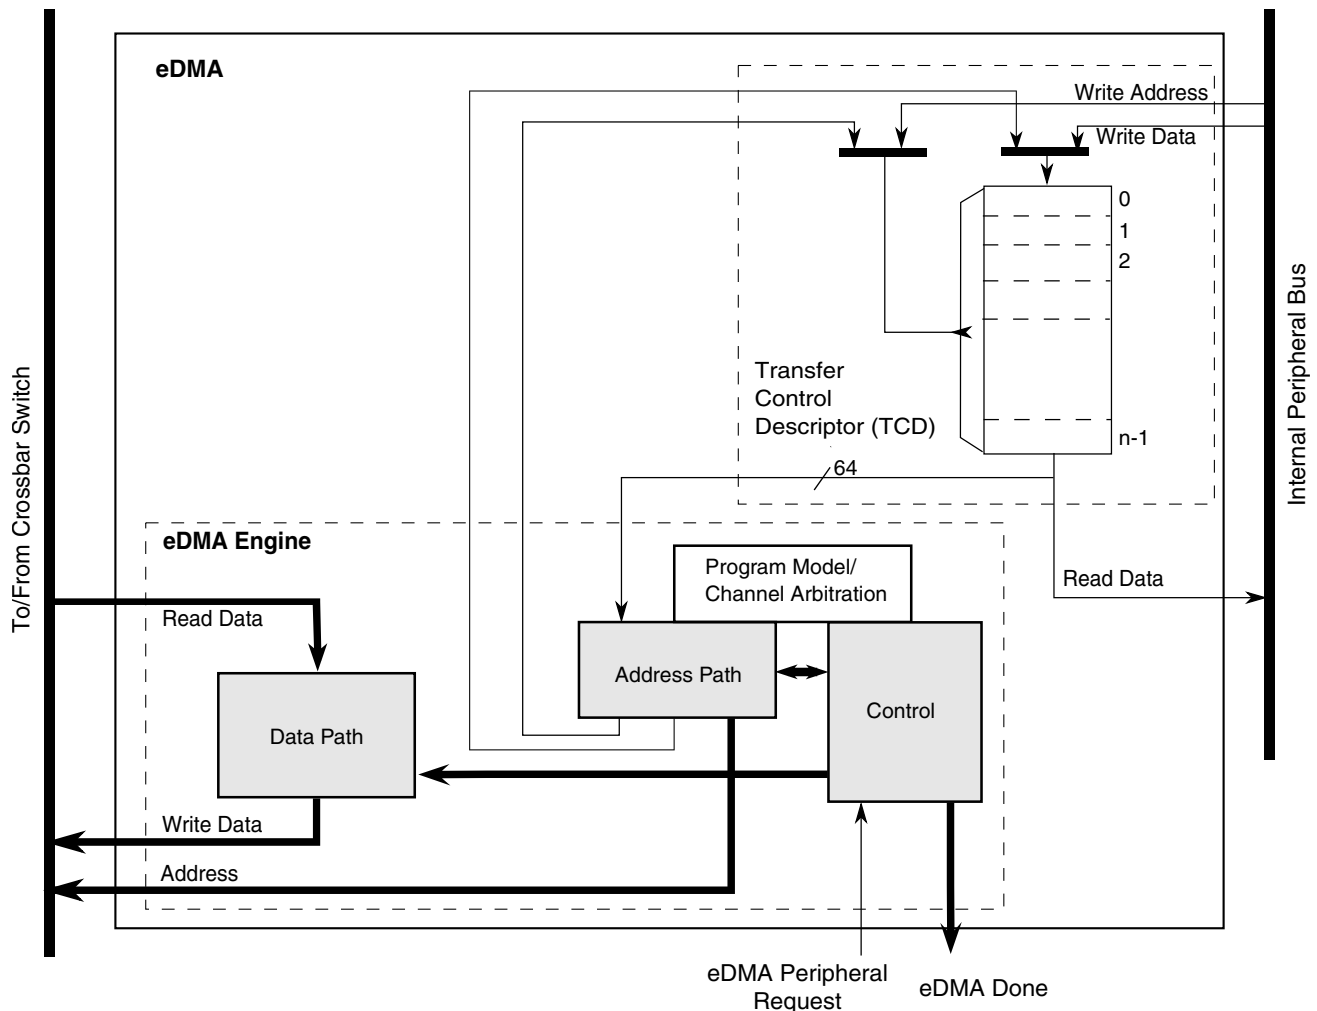 eDMA
Write Address
Write Data
0
1
2
n-1
Transfer
Control
Descriptor (TCD)
64
To/From Crossbar Switch
Internal Peripheral Bus
eDMA Engine
Program Model/
Channel Arbitration
Read Data
Read Data
Address Path
Control
Data Path
Write Data
Address
eDMA Peripheral
Request
eDMA Done